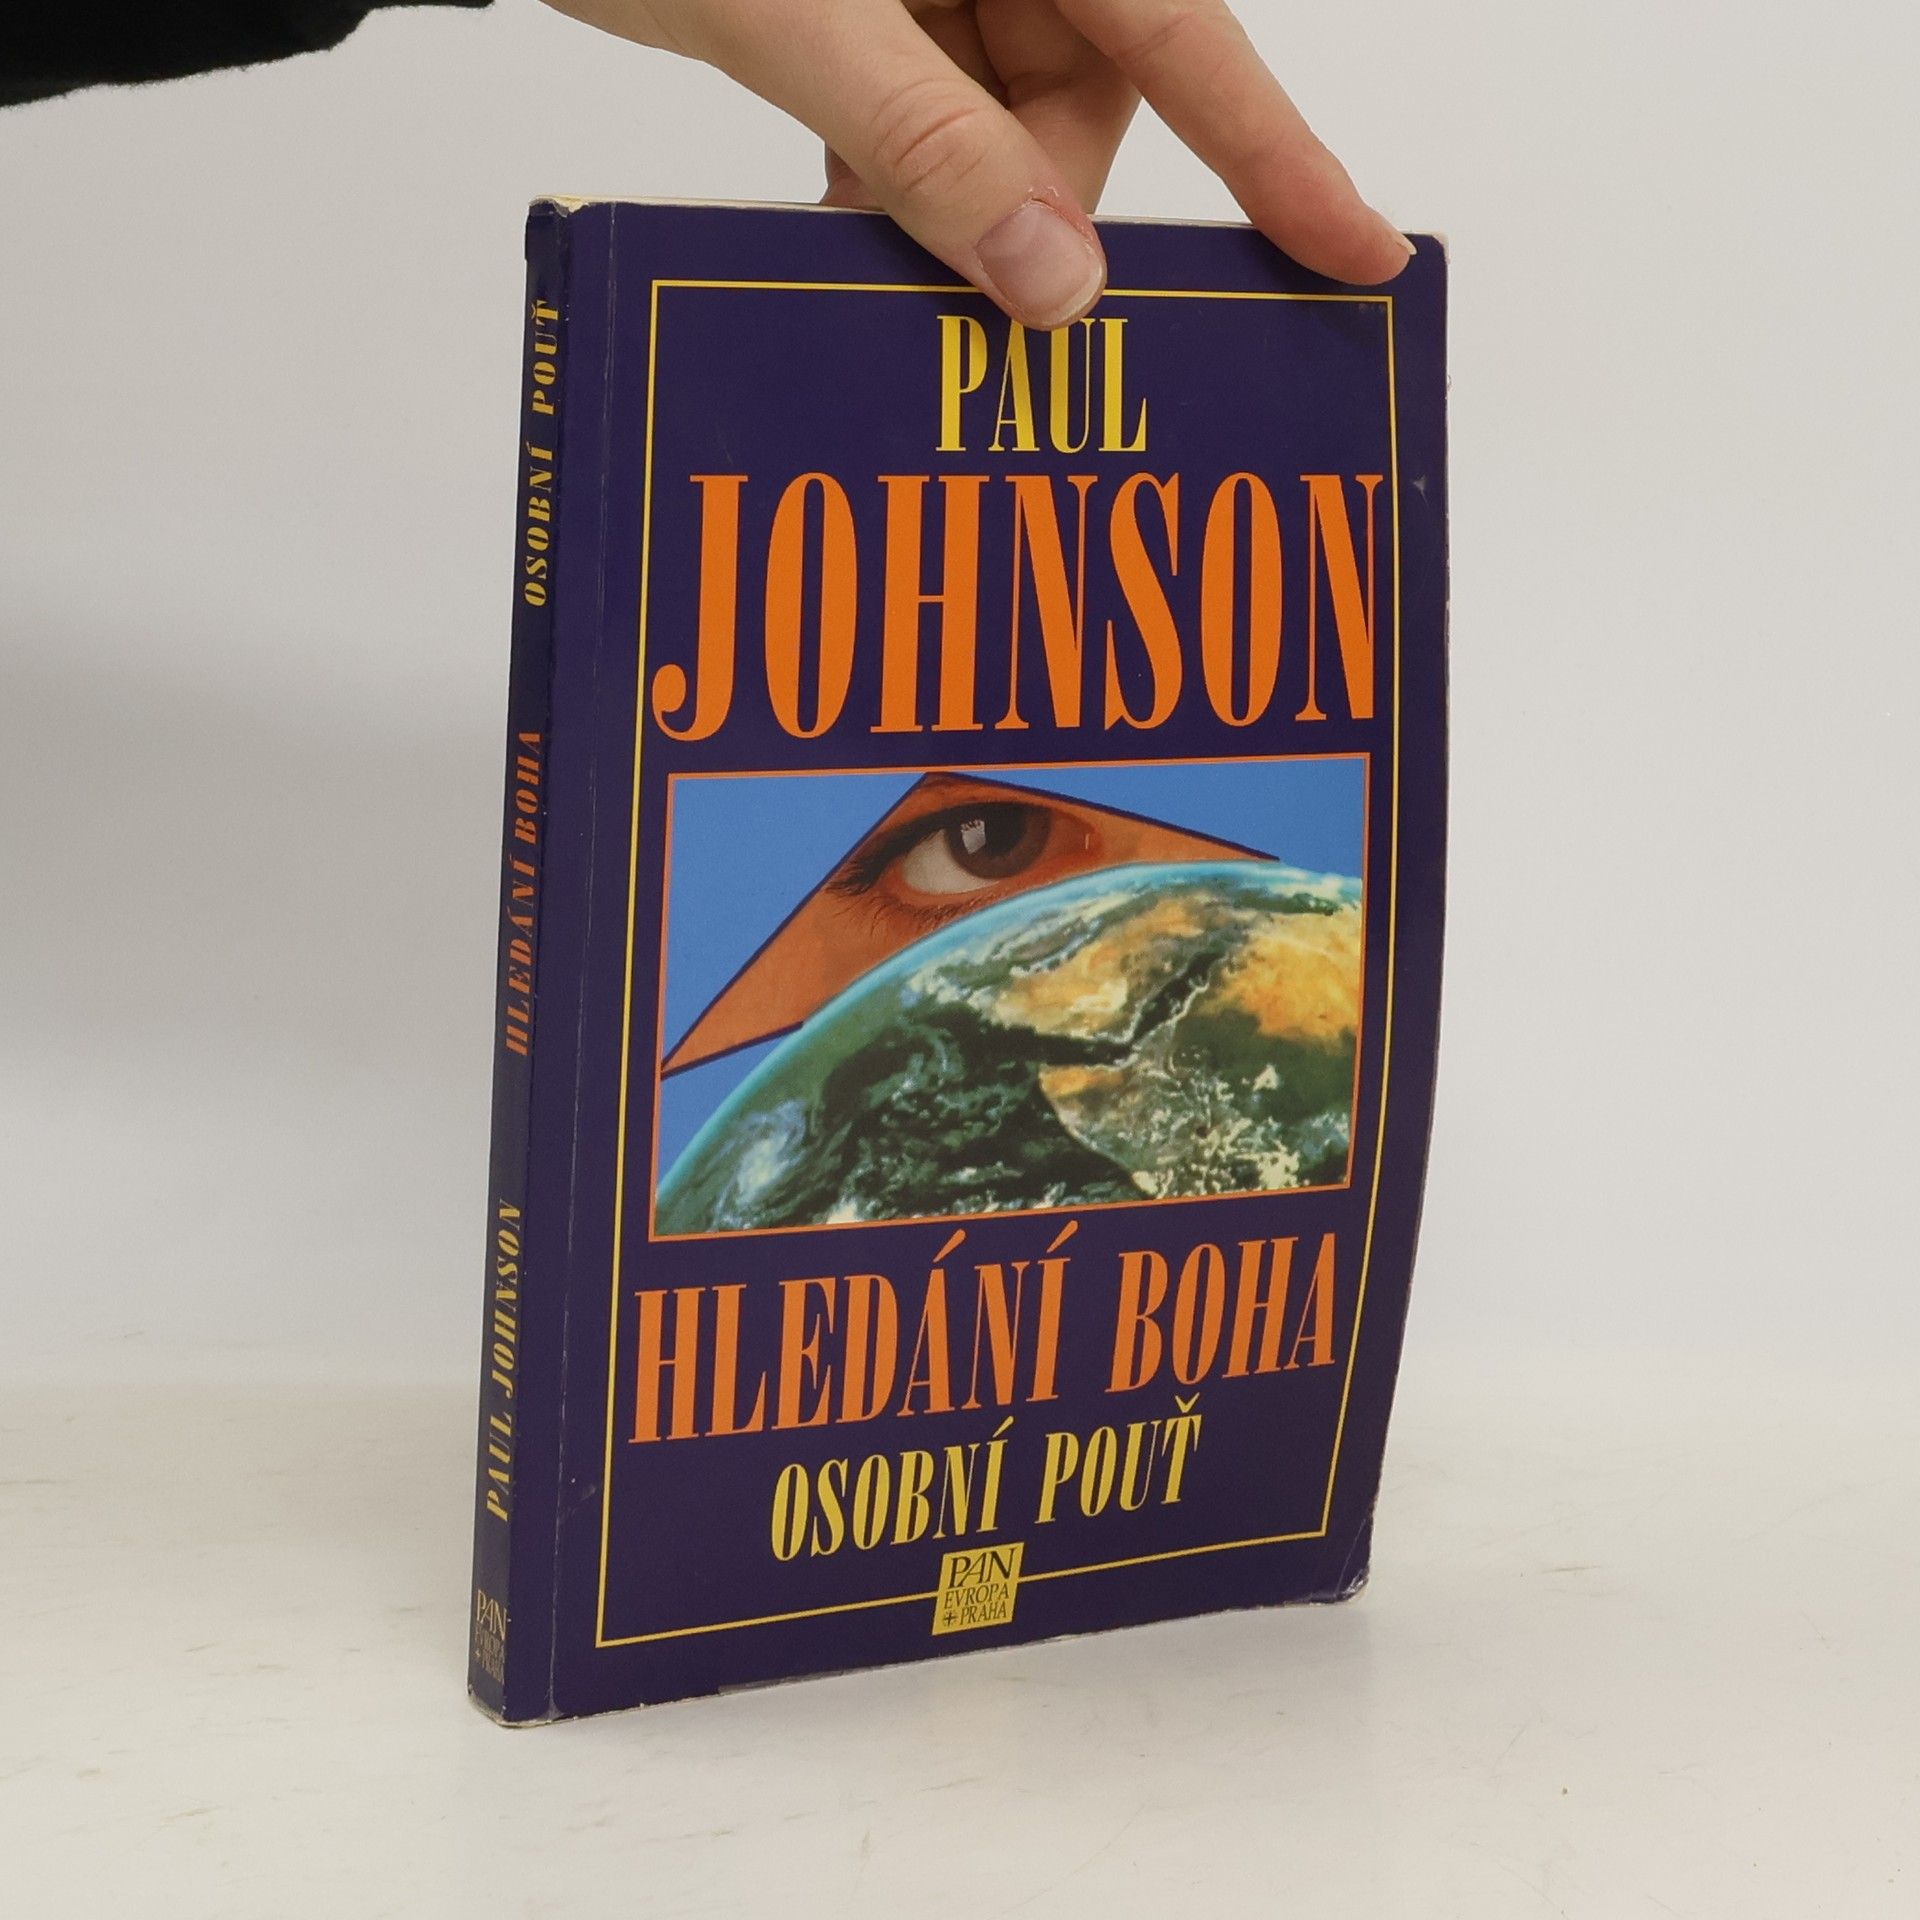 PAUL
JOHNSON
HLEDÁNÍ BOHA
OSOBNÍ POUŤ
PAN
EVROPA
PRAHA
PAUL JOHNSON HLEDÁNÍ BOHA OSOBNÍ POUŤ
PAN
EVROPA
PRAHA